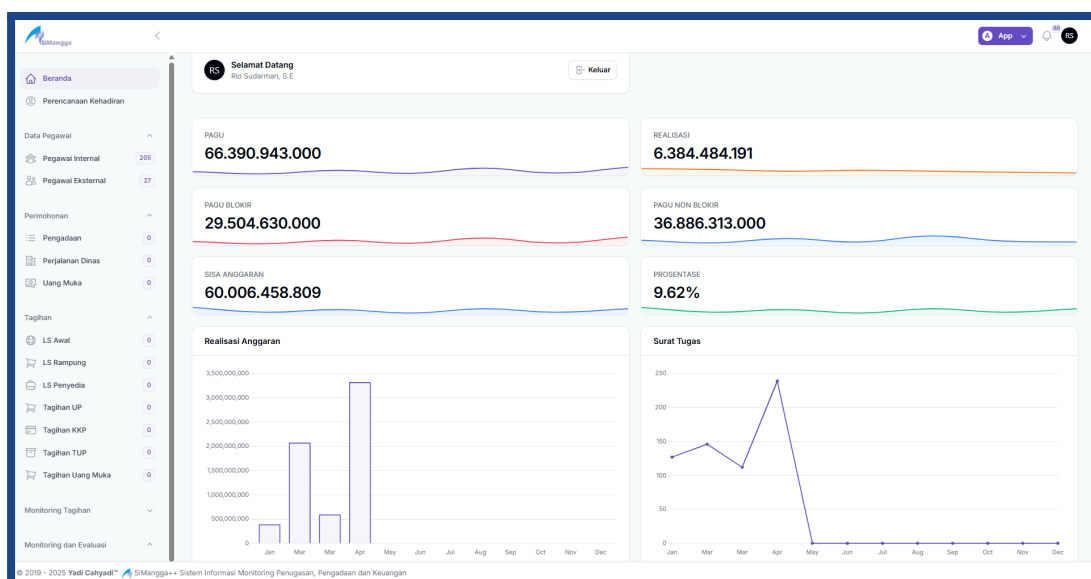 SiMangga
App
88
RS
Beranda
Perencanaan Kehadiran
Data Pegawai
Pegawai Internal 205
Pegawai Eksternal 27
Permohonan
Pengadaan 0
Perjalanan Dinas 0
Uang Muka 0
Tagihan
LS Awal 0
LS Rampung 0
LS Penyedia 0
Tagihan UP 0
Tagihan KKP 0
Tagihan TUP 0
Tagihan Uang Muka 0
Monitoring Tagihan
Monitoring dan Evaluasi
RS
Selamat Datang
Rio Sudarman, S.E
Keluar
PAGU
66.390.943.000
REALISASI
6.384.484.191
PAGU BLOKIR
29.504.630.000
PAGU NON BLOKIR
36.886.313.000
SISA ANGGARAN
60.006.458.809
PROSENTASE
9.62%
Realisasi Anggaran
3,500,000,000
3,000,000,000
2,500,000,000
2,000,000,000
1,500,000,000
1,000,000,000
500,000,000
0
Jan Mar Mar Apr May Jun Jul Aug Sep Oct Nov Dec
Surat Tugas
250
200
150
100
50
0
Jan Mar Mar Apr May Jun Jul Aug Sep Oct Nov Dec
© 2019 - 2025 Yadi Cahyadi™ SiMangga++ Sistem Informasi Monitoring Penugasan, Pengadaan dan Keuangan